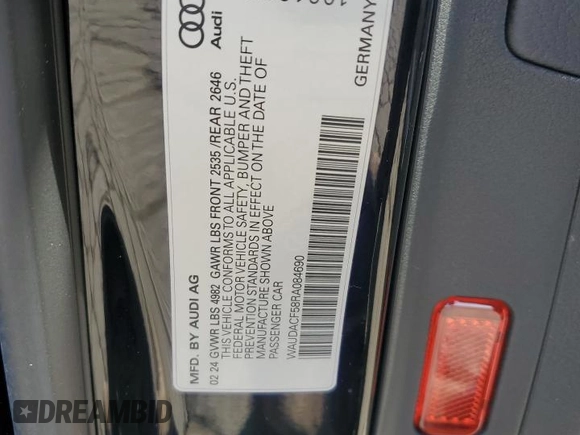 Audi
GERMANY
MFD. BY AUDI AG
02.24 GVWR LBS 4982 GAWR LBS FRONT 2535 /REAR 2646
THIS VEHICLE CONFORMS TO ALL APPLICABLE U.S.
FEDERAL MOTOR VEHICLE SAFETY, BUMPER AND THEFT
PREVENTION STANDARDS IN EFFECT ON THE DATE OF
MANUFACTURE SHOWN ABOVE
PASSENGER CAR
WAUDACF58RA084690
DREAMBID